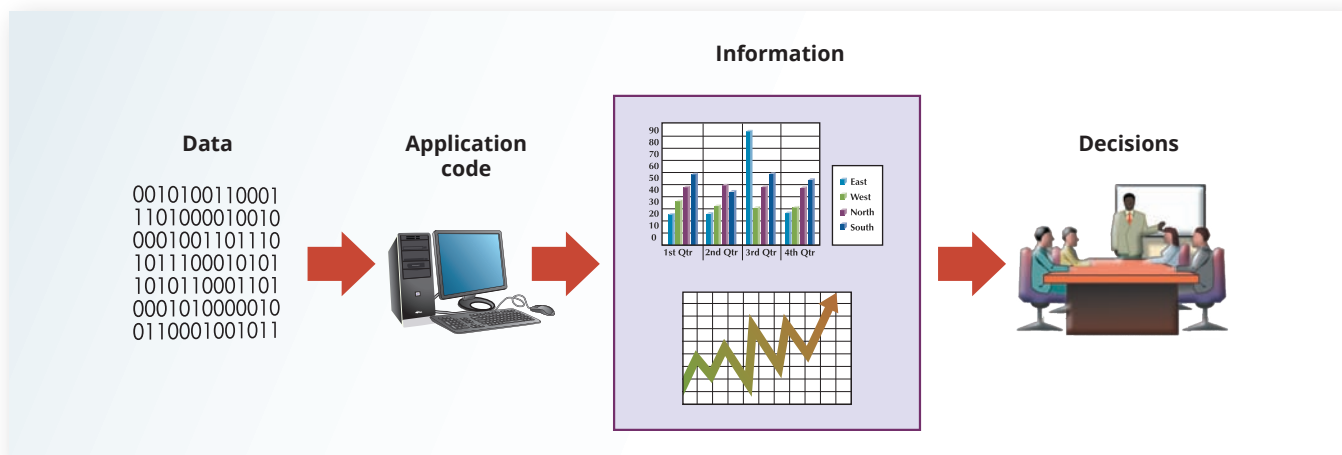 Information
Data
Application
code
Decisions
0010100110001
1101000010010
0001001101110
1011100010101
1010110001101
0001010000010
0110001001011
90
80
70
60
50
40
30
20
10
0
1st Qtr 2nd Qtr 3rd Qtr 4th Qtr
East
West
North
South